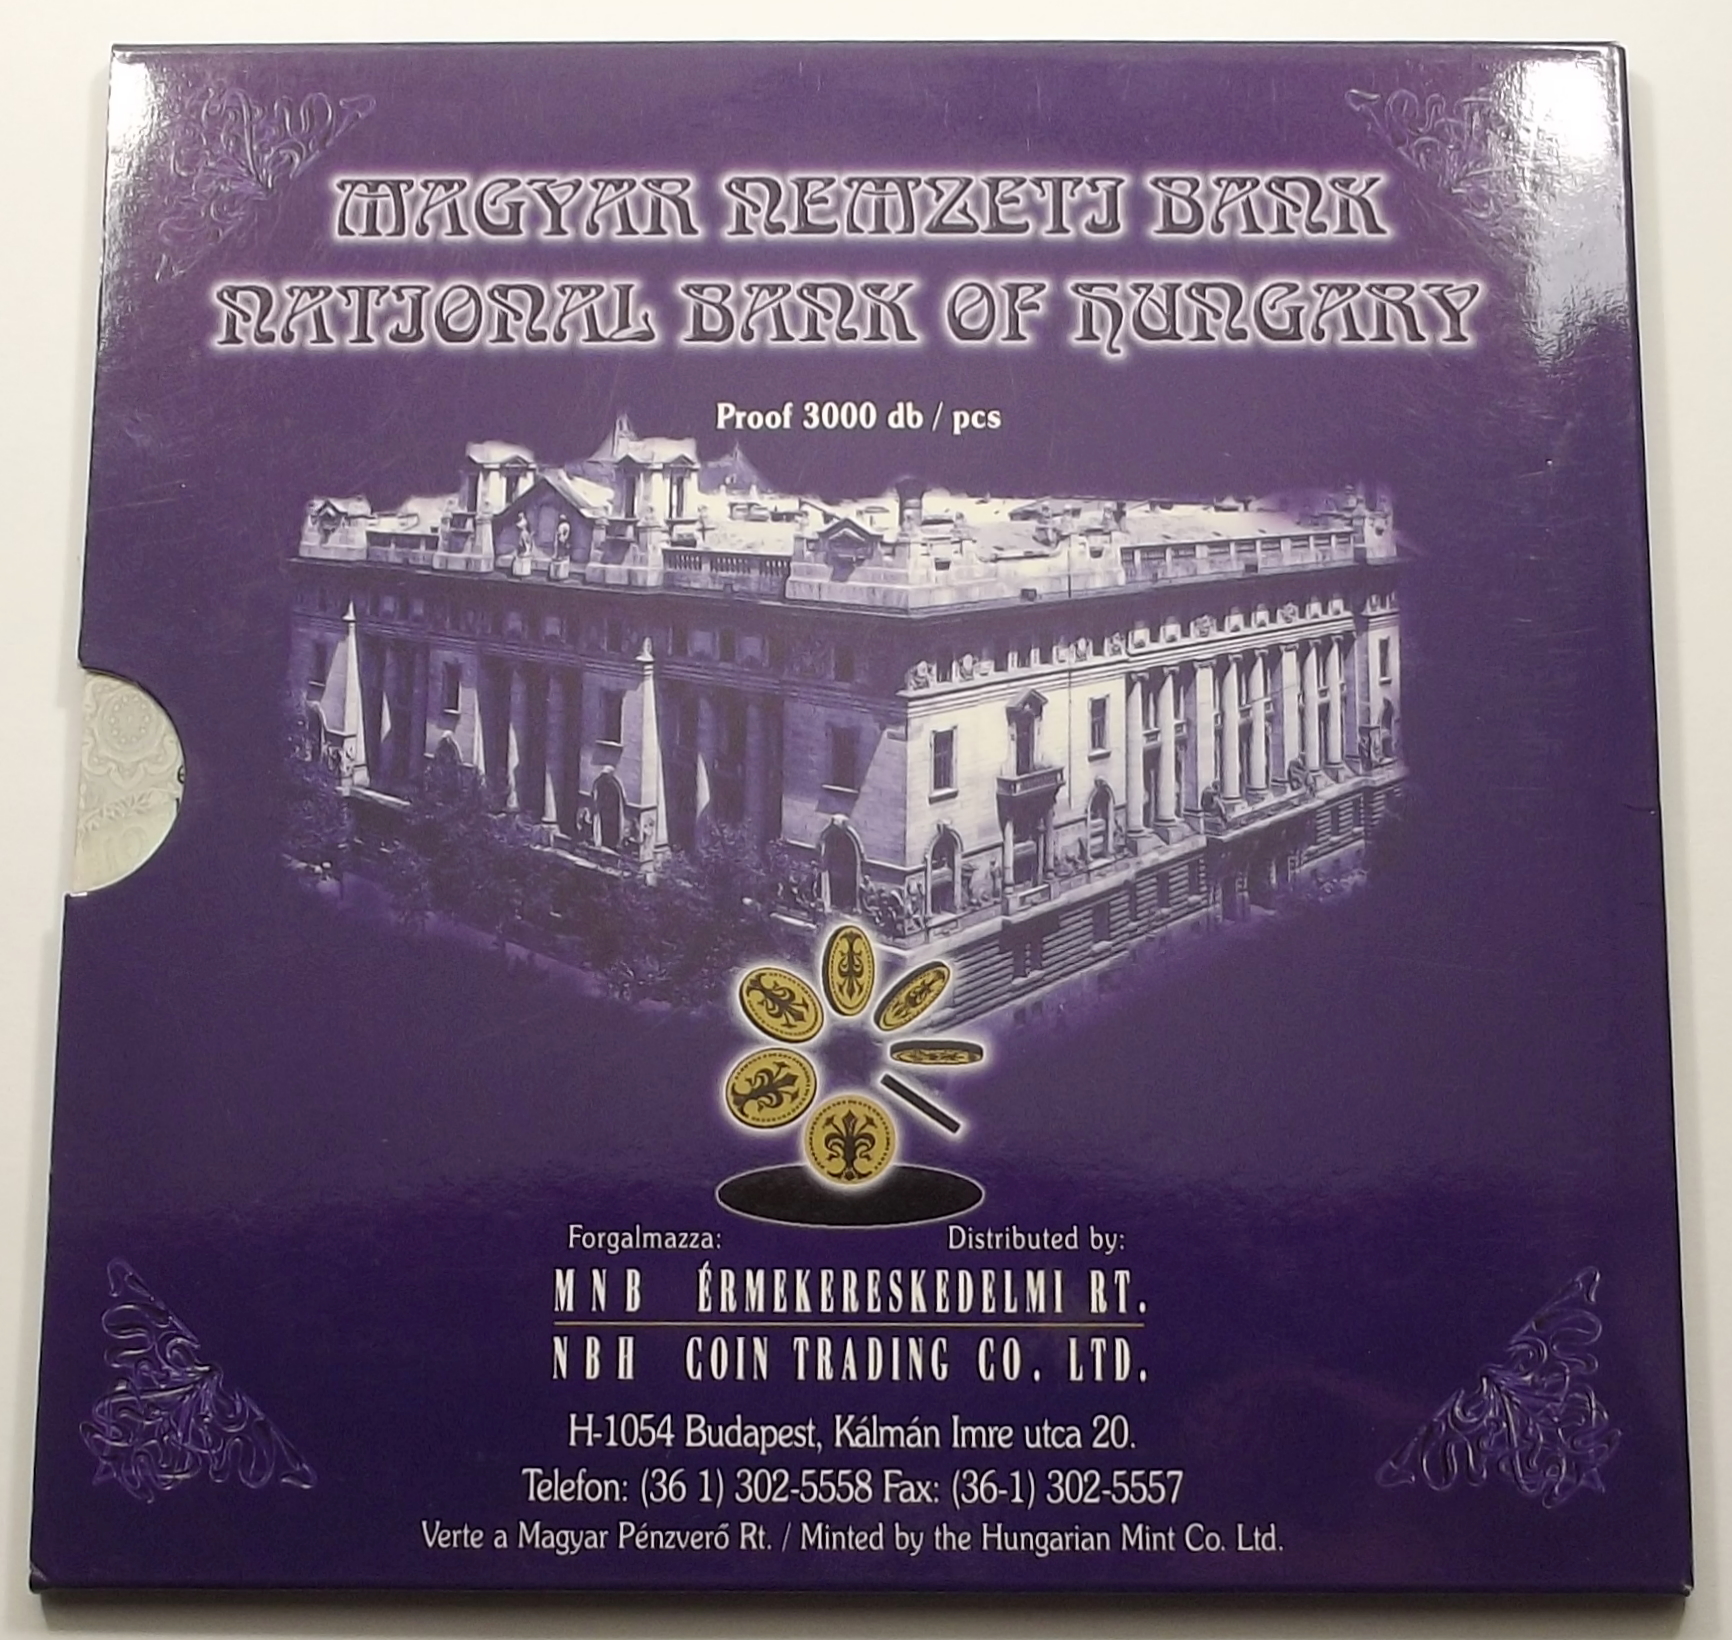 MAGYAR NEMZETI BANK
NATIONAL BANK OF HUNGARY
Proof 3000 db / pcs
Forgalmazza: Distributed by:
MNB ÉRMEKERESKEDELMI RT.
NBH COIN TRADING CO. LTD.
H-1054 Budapest, Kálmán Imre utca 20.
Telefon: (36 1) 302-5558 Fax: (36-1) 302-5557
Verte a Magyar Pénzverő Rt. / Minted by the Hungarian Mint Co. Ltd.